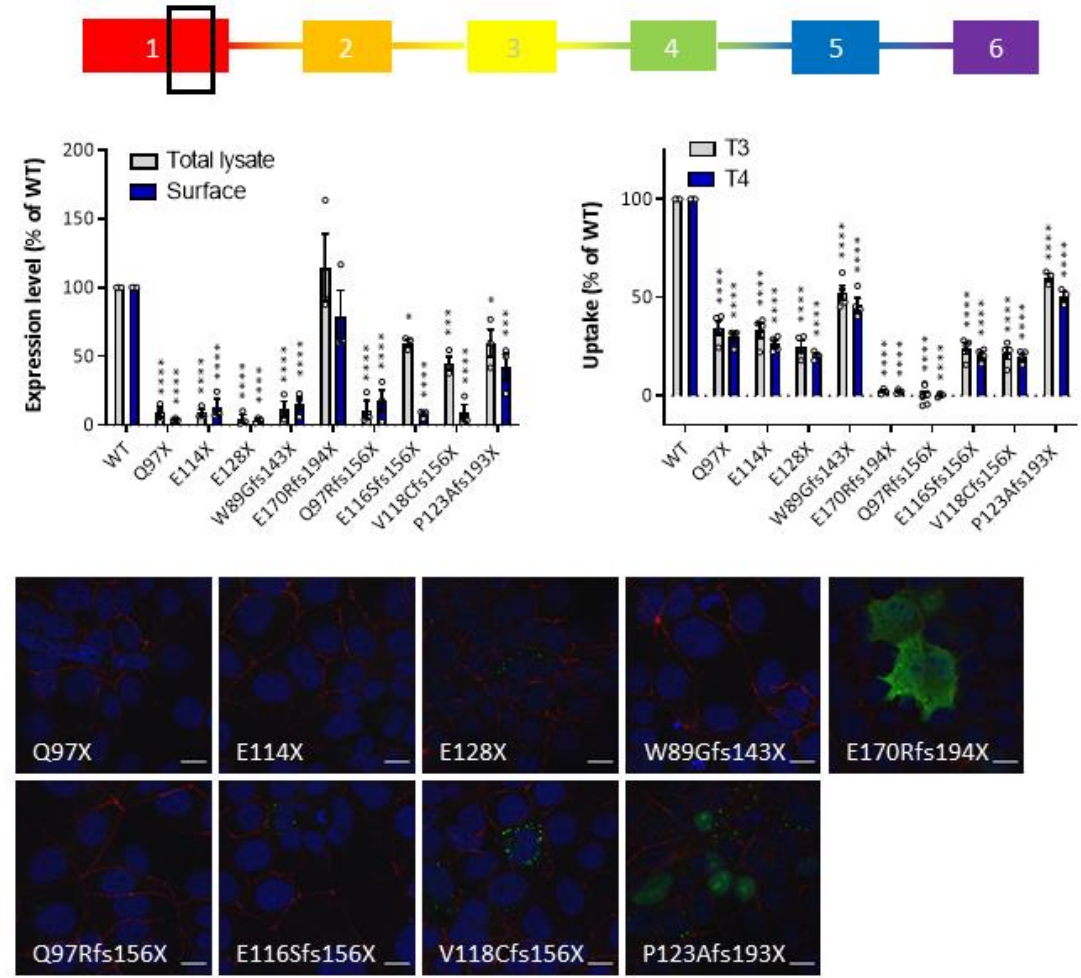 1 2 3 4 5 6
Expression level (% of WT)
200
150
100
50
0
Total lysate
Surface
WT
Q97X
E114X
E128X
W89Gfs143X
E170Rfs194X
Q97Rfs156X
E116Sfs156X
V118Cfs156X
P123Afs193X
Uptake (% of WT)
100
50
0
T3
T4
WT
Q97X
E114X
E128X
W89Gfs143X
E170Rfs194X
Q97Rfs156X
E116Sfs156X
V118Cfs156X
P123Afs193X
Q97X
E114X
E128X
W89Gfs143X
E170Rfs194X
Q97Rfs156X
E116Sfs156X
V118Cfs156X
P123Afs193X